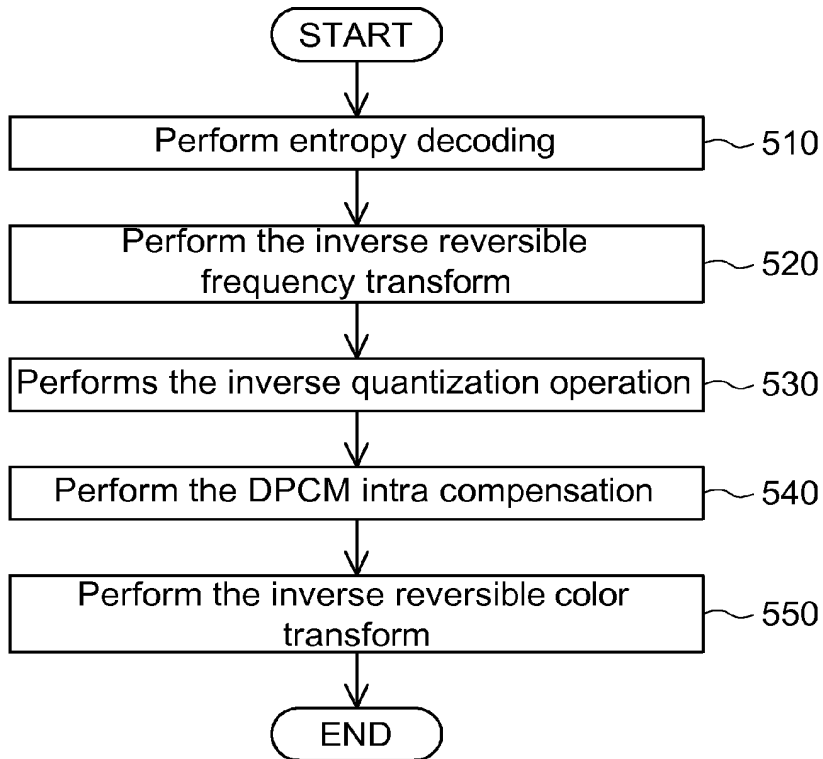 START
Perform entropy decoding
510
Perform the inverse reversible
frequency transform
520
Performs the inverse quantization operation
530
Perform the DPCM intra compensation
540
Perform the inverse reversible color
transform
550
END